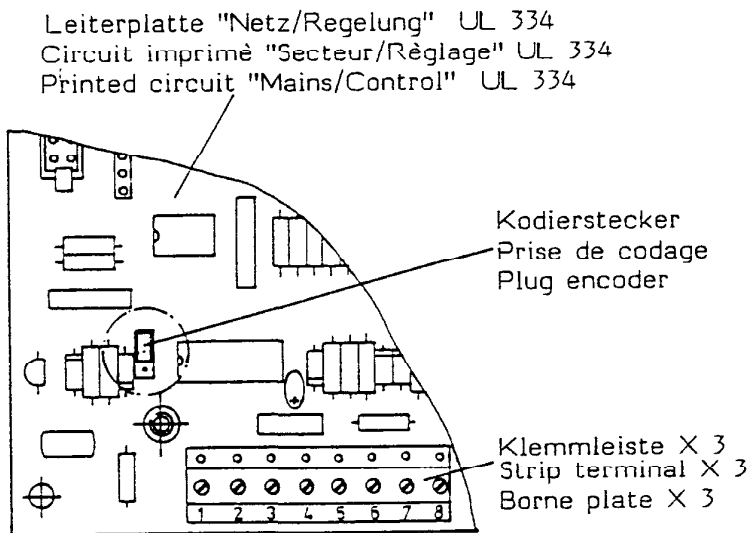 Leiterplatte "Netz/Regelung" UL 334
Circuit imprimè "Secteur/Règlage" UL 334
Printed circuit "Mains/Control" UL 334
Kodierstecker
Prise de codage
Plug encoder
Klemmleiste X 3
Strip terminal X 3
Borne plate X 3
+
1 2 3 4 5 6 7 8